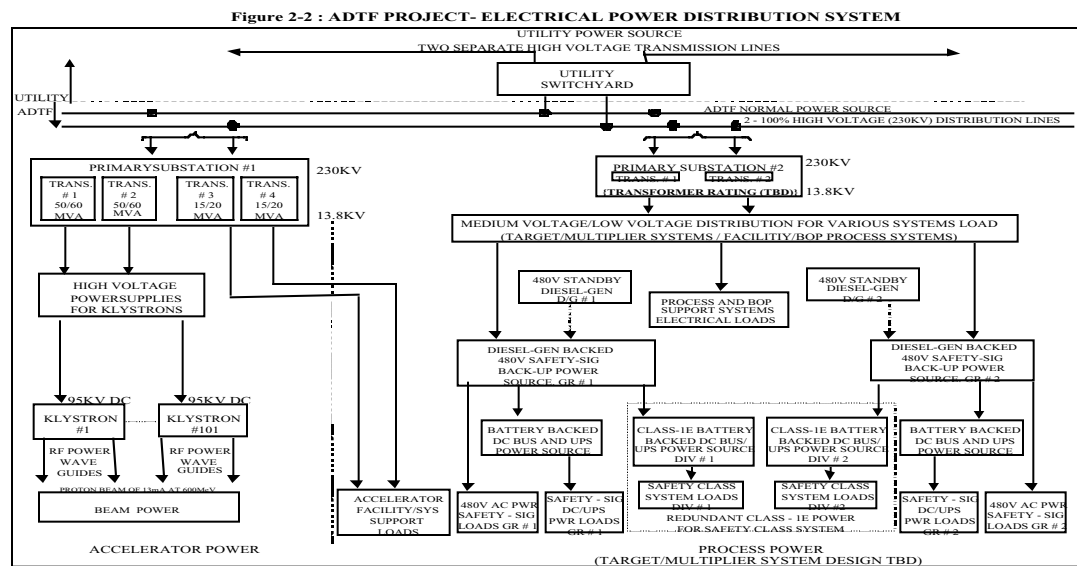 Figure 2-2 : ADTF PROJECT- ELECTRICAL POWER DISTRIBUTION SYSTEM
UTILITY POWER SOURCE
TWO SEPARATE HIGH VOLTAGE TRANSMISSION LINES
UTILITY
SWITCHYARD
UTILITY
ADTF
ADTF NORMAL POWER SOURCE
2 - 100% HIGH VOLTAGE (230KV) DISTRIBUTION LINES
PRIMARYSUBSTATION #1
230KV
TRANS.
# 1
50/60
MVA
TRANS.
# 2
50/60
MVA
TRANS.
# 3
15/20
MVA
TRANS.
# 4
15/20
MVA
13.8KV
PRIMARY SUBSTATION #2
230KV
TRANS. # 1
TRANS. # 2
{TRANSFORMER RATING (TBD)}
13.8KV
MEDIUM VOLTAGE/LOW VOLTAGE DISTRIBUTION FOR VARIOUS SYSTEMS LOAD
(TARGET/MULTIPLIER SYSTEMS / FACILITIY/BOP PROCESS SYSTEMS)
HIGH VOLTAGE
POWERSUPPLIES
FOR KLYSTRONS
480V STANDBY
DIESEL-GEN
D/G # 1
PROCESS AND BOP
SUPPORT SYSTEMS
ELECTRICAL LOADS
480V STANDBY
DIESEL-GEN
D/G # 2
DIESEL-GEN BACKED
480V SAFETY-SIG
BACK-UP POWER
SOURCE. GR # 1
DIESEL-GEN BACKED
480V SAFETY-SIG
BACK-UP POWER
SOURCE. GR # 2
95KV DC
95KV DC
KLYSTRON
#1
KLYSTRON
#101
BATTERY BACKED
DC BUS AND UPS
POWER SOURCE
CLASS-1E BATTERY
BACKED DC BUS/
UPS POWER SOURCE
DIV # 1
CLASS-1E BATTERY
BACKED DC BUS/
UPS POWER SOURCE
DIV # 2
BATTERY BACKED
DC BUS AND UPS
POWER SOURCE
RF POWER
WAVE
GUIDES
RF POWER
WAVE
GUIDES
PROTON BEAM OF 13mA AT 600MeV
BEAM POWER
ACCELERATOR
FACILITY/SYS
SUPPORT
LOADS
480V AC PWR
SAFETY - SIG
LOADS GR # 1
SAFETY - SIG
DC/UPS
PWR LOADS
GR # 1
SAFETY CLASS
SYSTEM LOADS
DIV # 1
SAFETY CLASS
SYSTEM LOADS
DIV #2
REDUNDANT CLASS - 1E POWER
FOR SAFETY CLASS SYSTEM
SAFETY - SIG
DC/UPS
PWR LOADS
GR # 2
480V AC PWR
SAFETY - SIG
LOADS GR # 2
ACCELERATOR POWER
PROCESS POWER
(TARGET/MULTIPLIER SYSTEM DESIGN TBD)